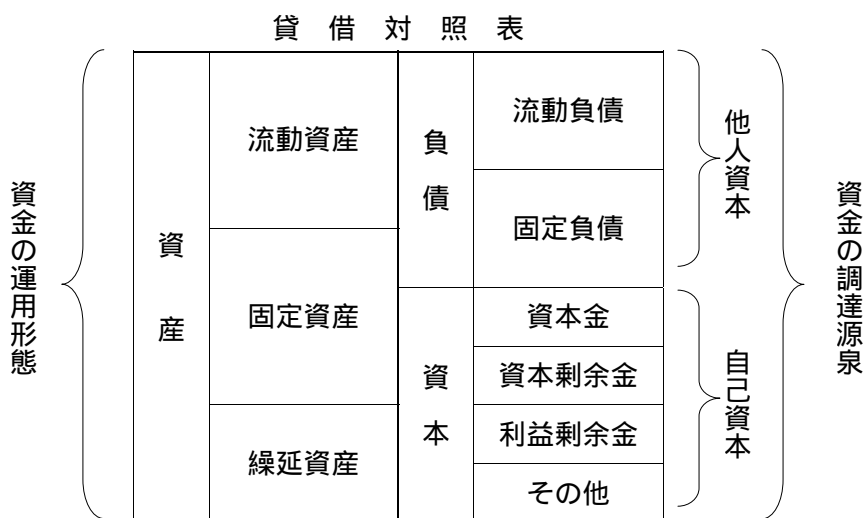 貸借対照表
資金の運用形態
資産
流動資産
固定資産
繰延資産
負債
流動負債
固定負債
資本
資本金
資本剰余金
利益剰余金
その他
他人資本
自己資本
資金の調達源泉